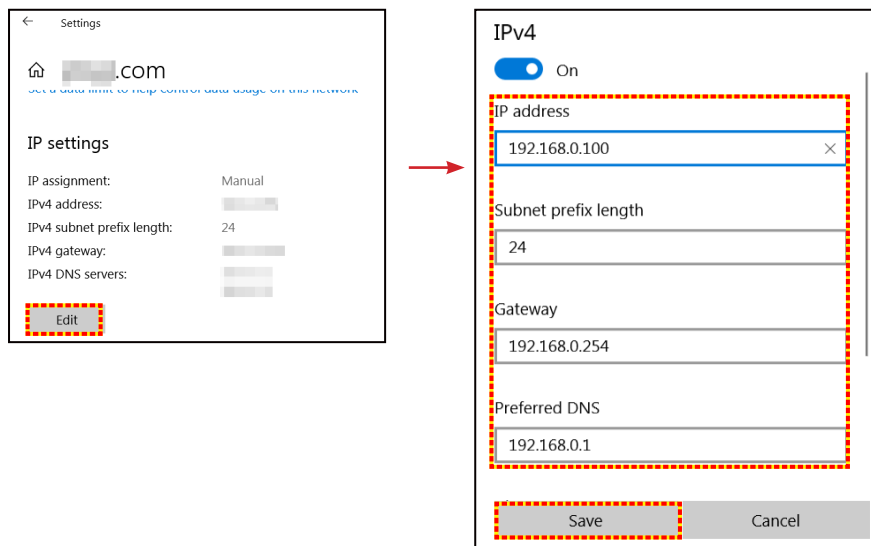 Settings
.com
Set a data limit to help control data usage on this network
IP settings
IP assignment: Manual
IPv4 address:
IPv4 subnet prefix length: 24
IPv4 gateway:
IPv4 DNS servers:
Edit
IPv4
On
IP address
192.168.0.100
Subnet prefix length
24
Gateway
192.168.0.254
Preferred DNS
192.168.0.1
Save Cancel